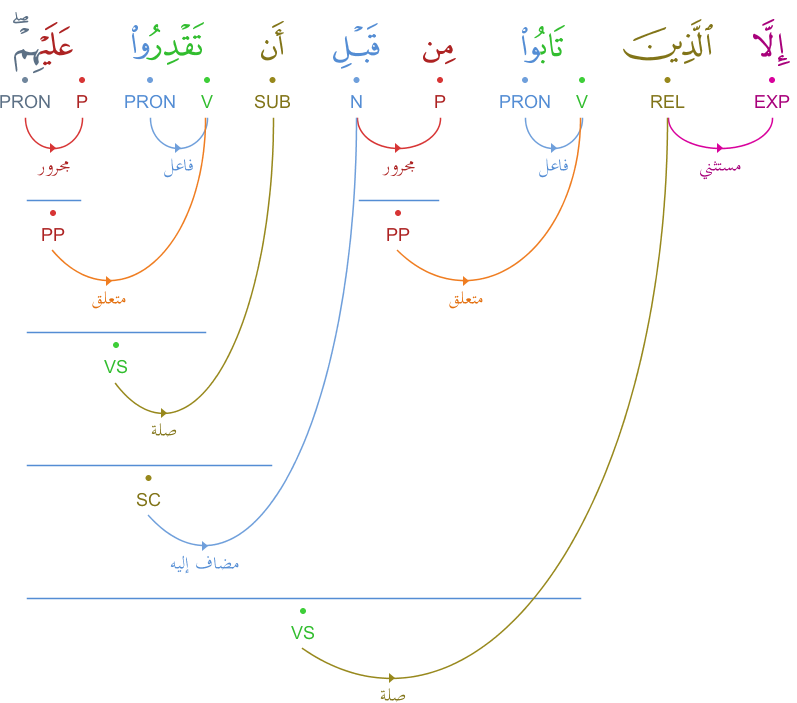 إِلَّا ٱلَّذِينَ تَابُوا۟ مِن قَبْلِ أَن تَقْدِرُوا۟ عَلَيْهِمْ ۖ
EXP REL V PRON P N SUB V PRON P PRON
مستثني فاعل مجرور فاعل مجرور
PP PP
متعلق متعلق
VS
صلة
SC
مضاف إليه
VS
صلة